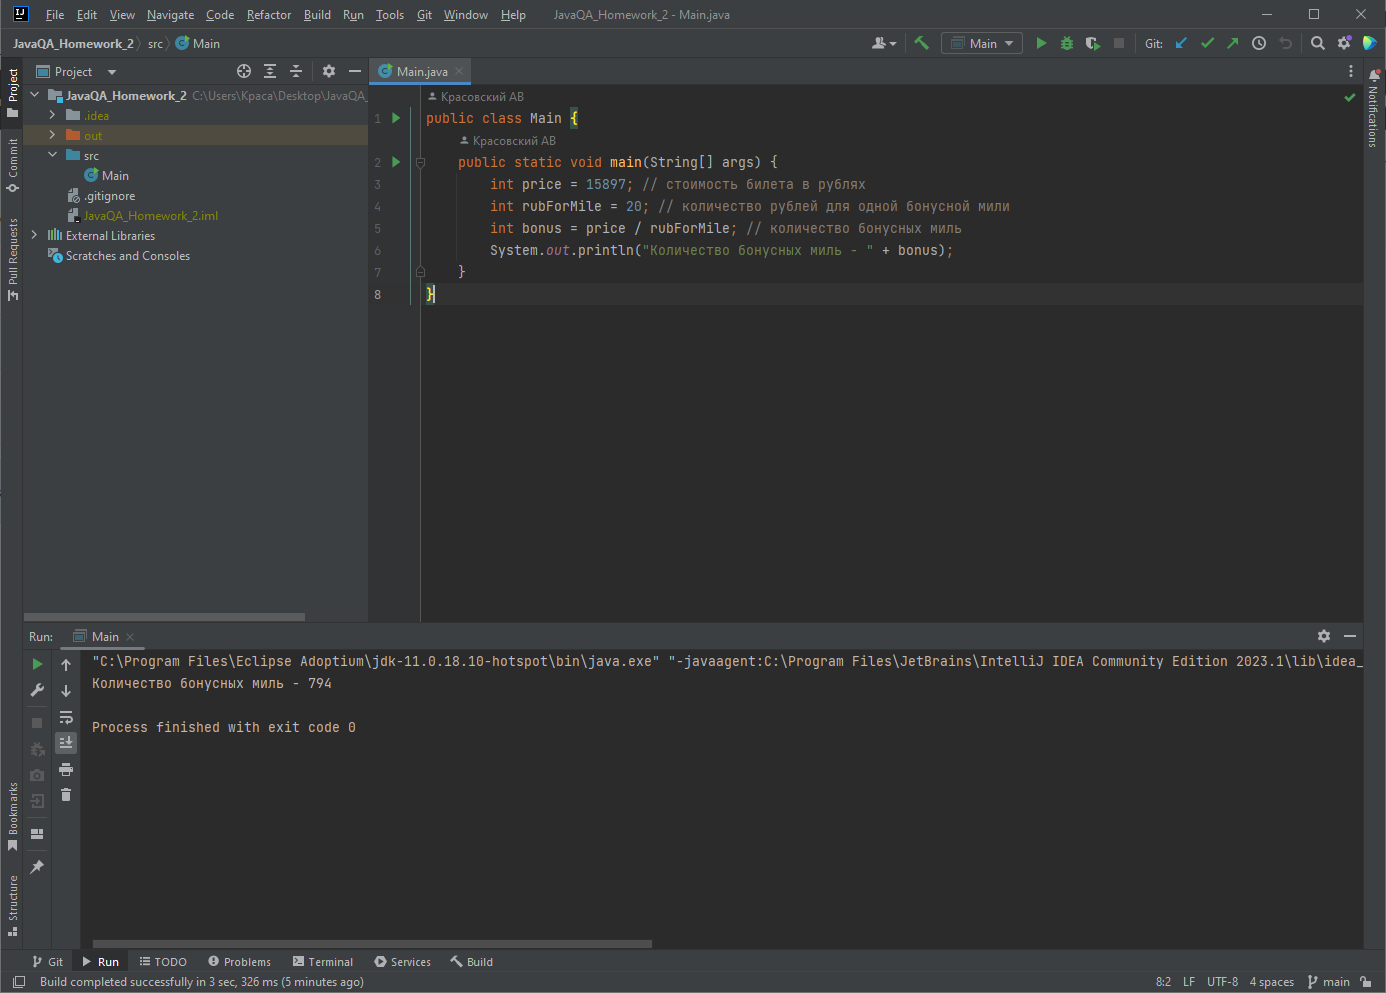 File Edit View Navigate Code Refactor Build Run Tools Git Window Help JavaQA_Homework_2 - Main.java
JavaQA_Homework_2 src Main
Main
Git:
Project
Main.java
JavaQA_Homework_2 C:\Users\Краса\Desktop\JavaQA_
.idea
out
src
Main
.gitignore
JavaQA_Homework_2.iml
External Libraries
Scratches and Consoles
Project
Commit
Pull Requests
Bookmarks
Structure
Notifications
Красовский АВ
1 public class Main {
Красовский АВ
2 public static void main(String[] args) {
3 int price = 15897; // стоимость билета в рублях
4 int rubForMile = 20; // количество рублей для одной бонусной мили
5 int bonus = price / rubForMile; // количество бонусных миль
6 System.out.println("Количество бонусных миль - " + bonus);
7 }
8 }
Run: Main
"C:\Program Files\Eclipse Adoptium\jdk-11.0.18.10-hotspot\bin\java.exe" "-javaagent:C:\Program Files\JetBrains\IntelliJ IDEA Community Edition 2023.1\lib\idea_
Количество бонусных миль - 794
Process finished with exit code 0
Git Run TODO Problems Terminal Services Build
Build completed successfully in 3 sec, 326 ms (5 minutes ago) 8:2 LF UTF-8 4 spaces main